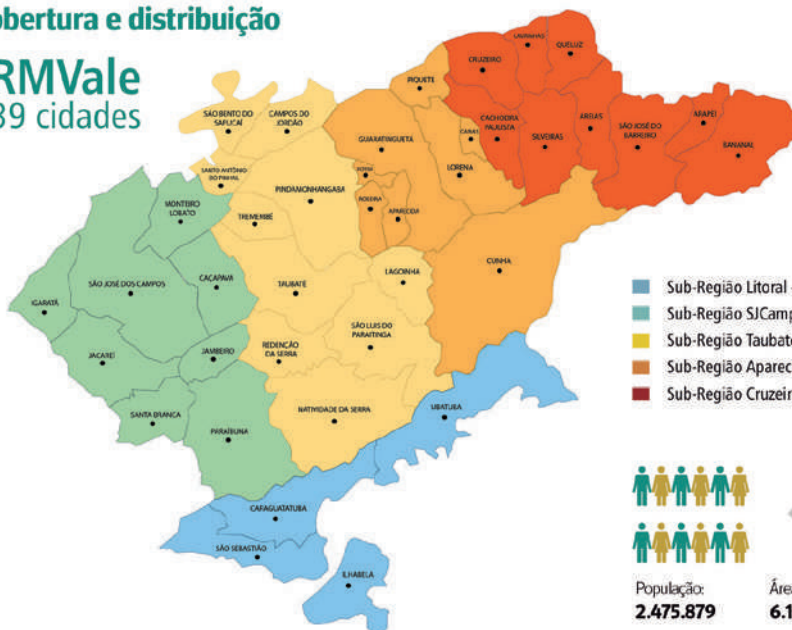 obertura e distribuição
RMVale
39 cidades
PIQUETE
CRUZEIRO
LAVRINHAS
QUELUZ
SÃO BENTO DO
SAPUCAÍ
CAMPOS DO
JORDÃO
GUARATINGUETÁ
CANAS
CACHOEIRA
PAULISTA
SILVEIRAS
AREIAS
SÃO JOSÉ DO
BARREIRO
ARAPEÍ
BANANAL
SANTO ANTÔNIO
DO PINHAL
PINDAMONHANGABA
LORENA
ROSEIRA
APARECIDA
MONTEIRO
LOBATO
TREMEMBÉ
CUNHA
LAGOINHA
SÃO JOSÉ DOS CAMPOS
CAÇAPAVA
TAUBATÉ
IGARATÁ
SÃO LUIS DO
PARAITINGA
REDENÇÃO
DA SERRA
JACAREÍ
JAMBEIRO
SANTA BRANCA
NATIVIDADE DA SERRA
UBATUBA
PARAIBUNA
CARAGUATATUBA
SÃO SEBASTIÃO
ILHABELA
Sub-Região Litoral
Sub-Região SJCamp
Sub-Região Taubaté
Sub-Região Aparec
Sub-Região Cruzeir
População:
2.475.879
Áre
6.1